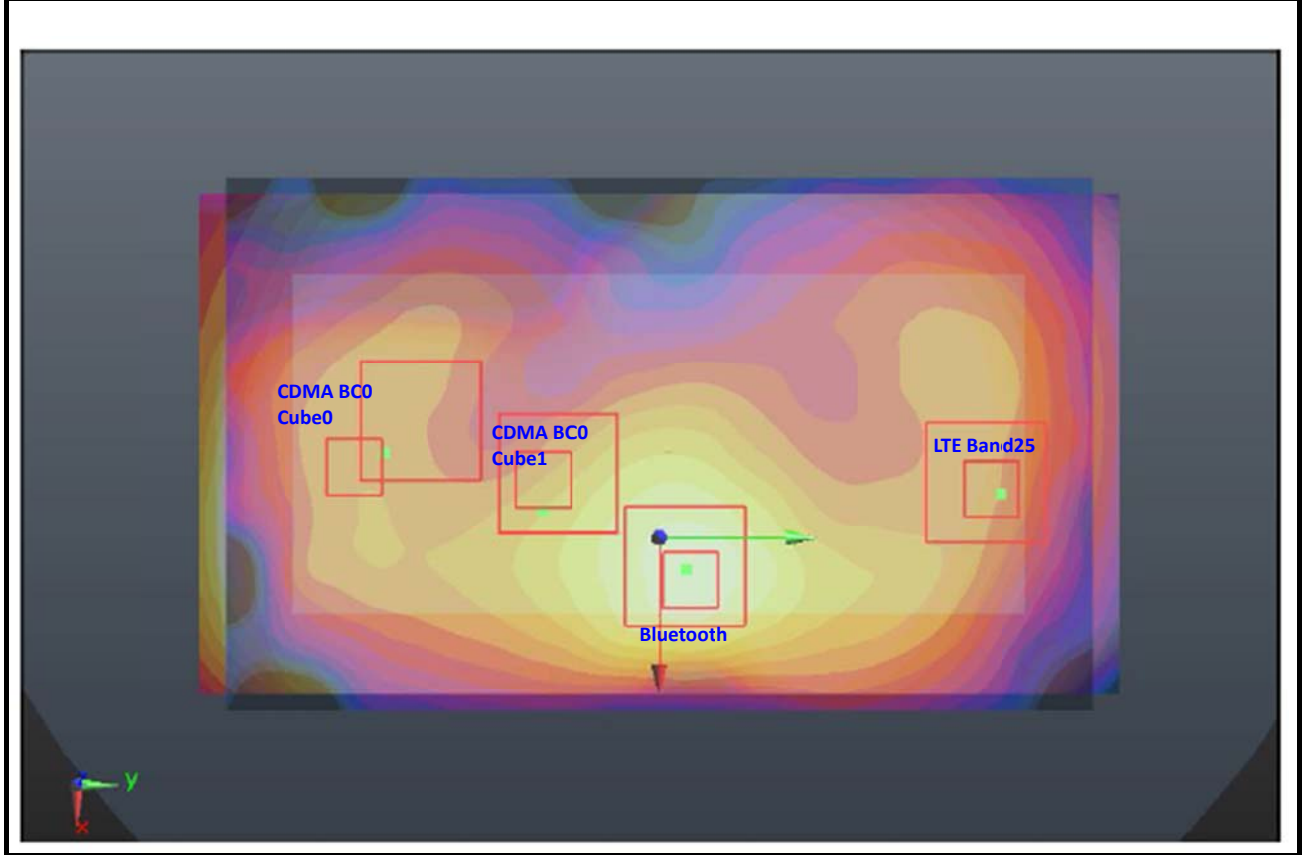 CDMA BC0
Cube0
CDMA BC0
Cube1
LTE Band25
Bluetooth
y
x